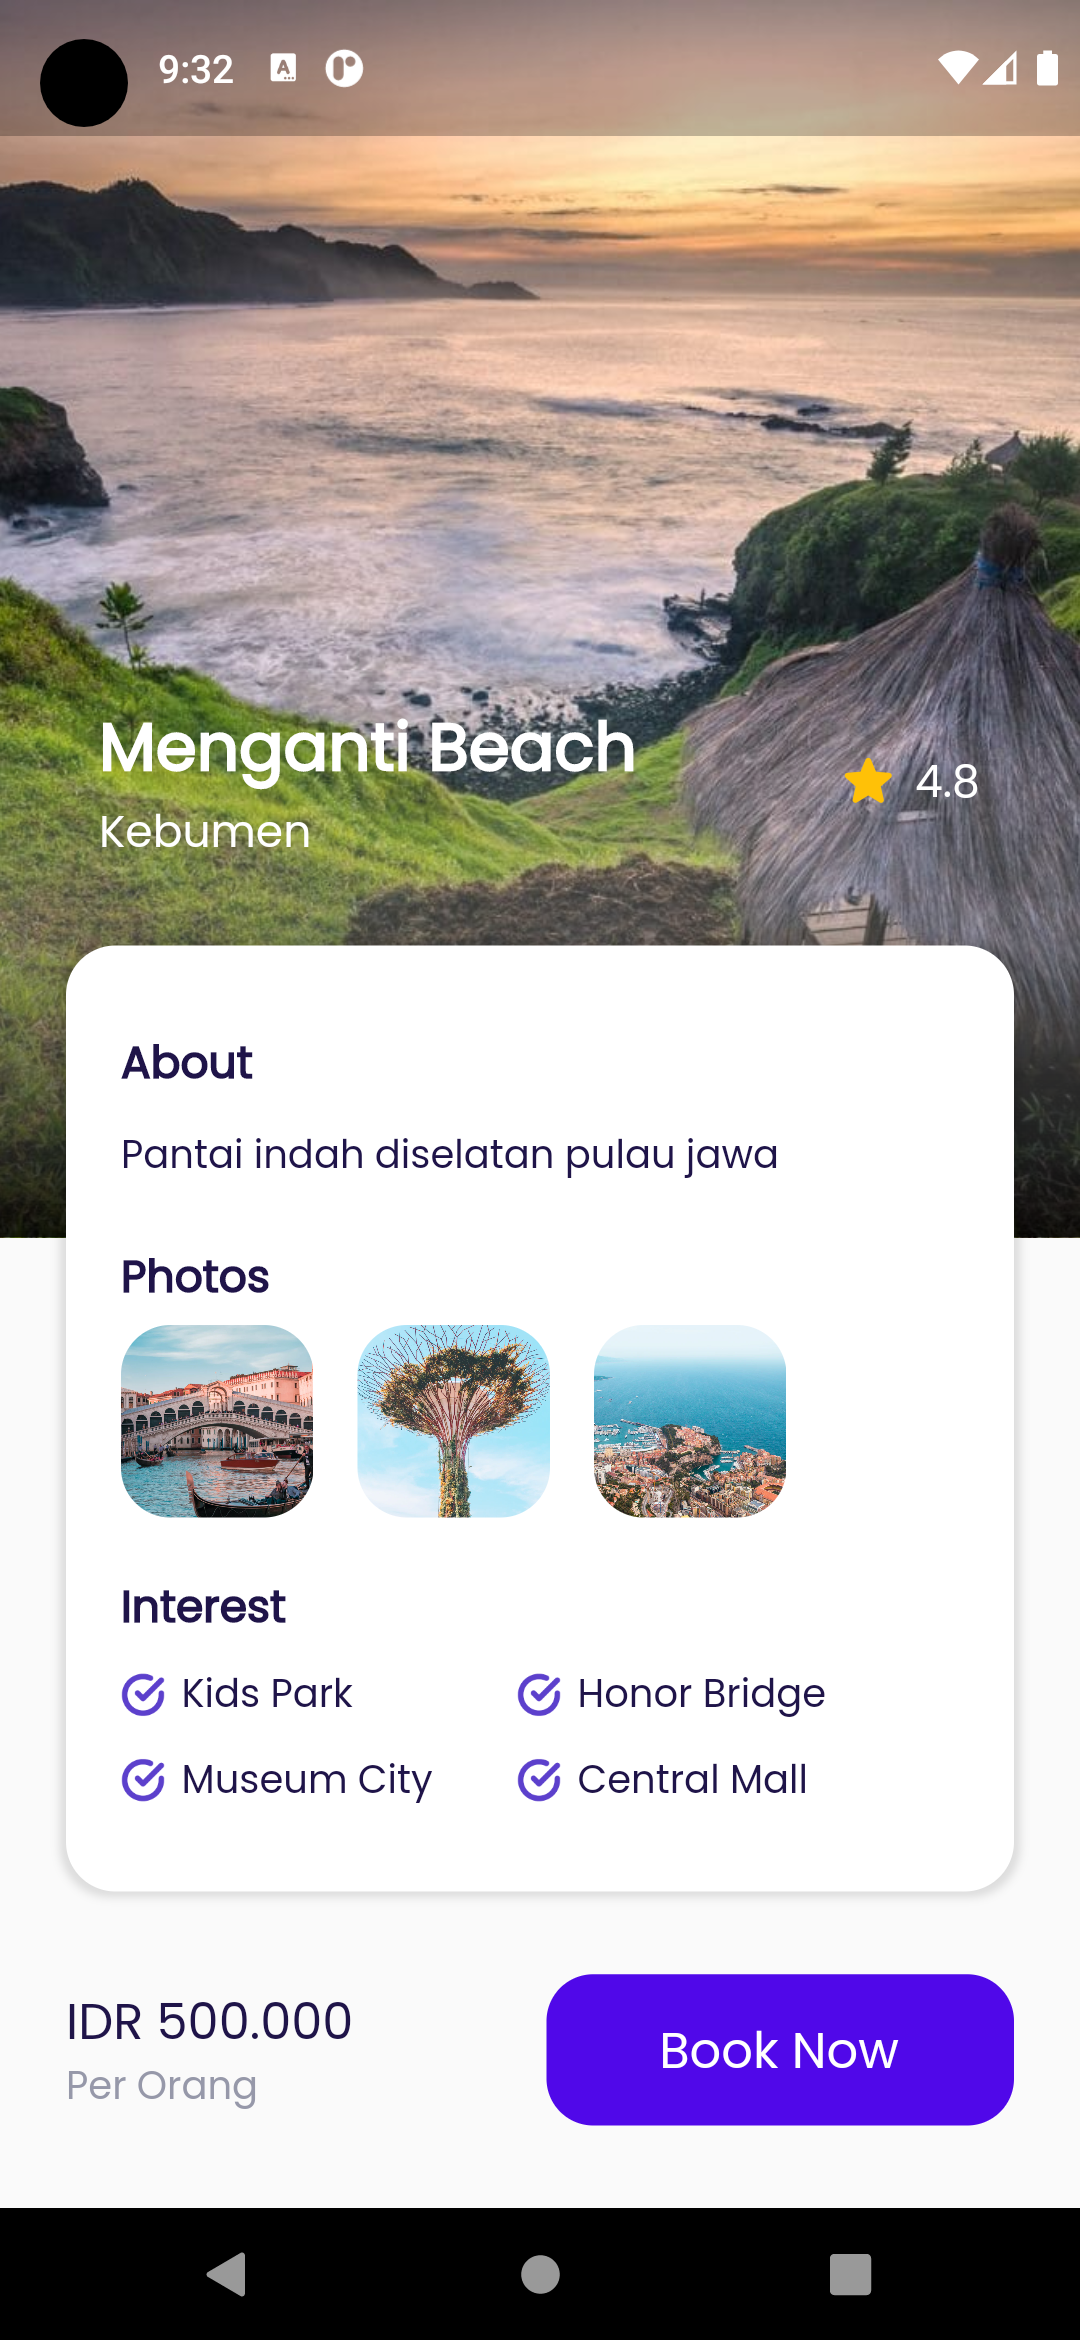 9:32
Menganti Beach
4.8
Kebumen
About
Pantai indah diselatan pulau jawa
Photos
Interest
Kids Park
Honor Bridge
Museum City
Central Mall
IDR 500.000
Per Orang
Book Now